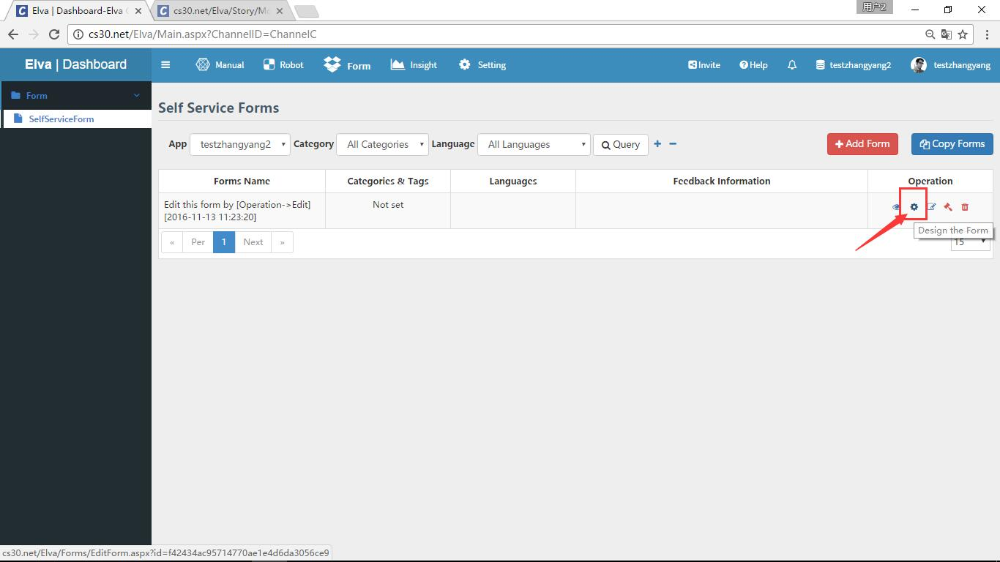 Elva | Dashboard-Elva
cs30.net/Elva/Story/Mo
用户2
cs30.net/Elva/Main.aspx?ChannelID=ChannelC
Elva | Dashboard
Manual
Robot
Form
Insight
Setting
Invite
Help
testzhangyang2
testzhangyang
Form
SelfServiceForm
Self Service Forms
App testzhangyang2 Category All Categories Language All Languages Query + − Add Form Copy Forms
Forms Name Categories & Tags Languages Feedback Information Operation
Edit this form by [Operation->Edit] Not set
[2016-11-13 11:23:20]
Design the Form
« Per 1 Next » 15
cs30.net/Elva/Forms/EditForm.aspx?id=f42434ac95714770ae1e4d6da3056ce9